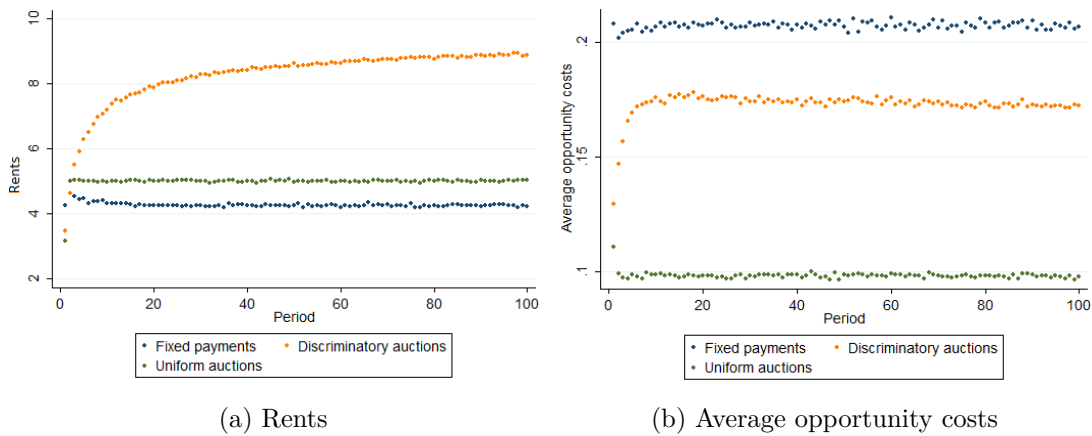 10
8
6
4
2
Rents
0
20
40
60
80
100
Period
Fixed payments
Discriminatory auctions
Uniform auctions
(a) Rents
.2
.15
.1
Average opportunity costs
0
20
40
60
80
100
Period
Fixed payments
Discriminatory auctions
Uniform auctions
(b) Average opportunity costs